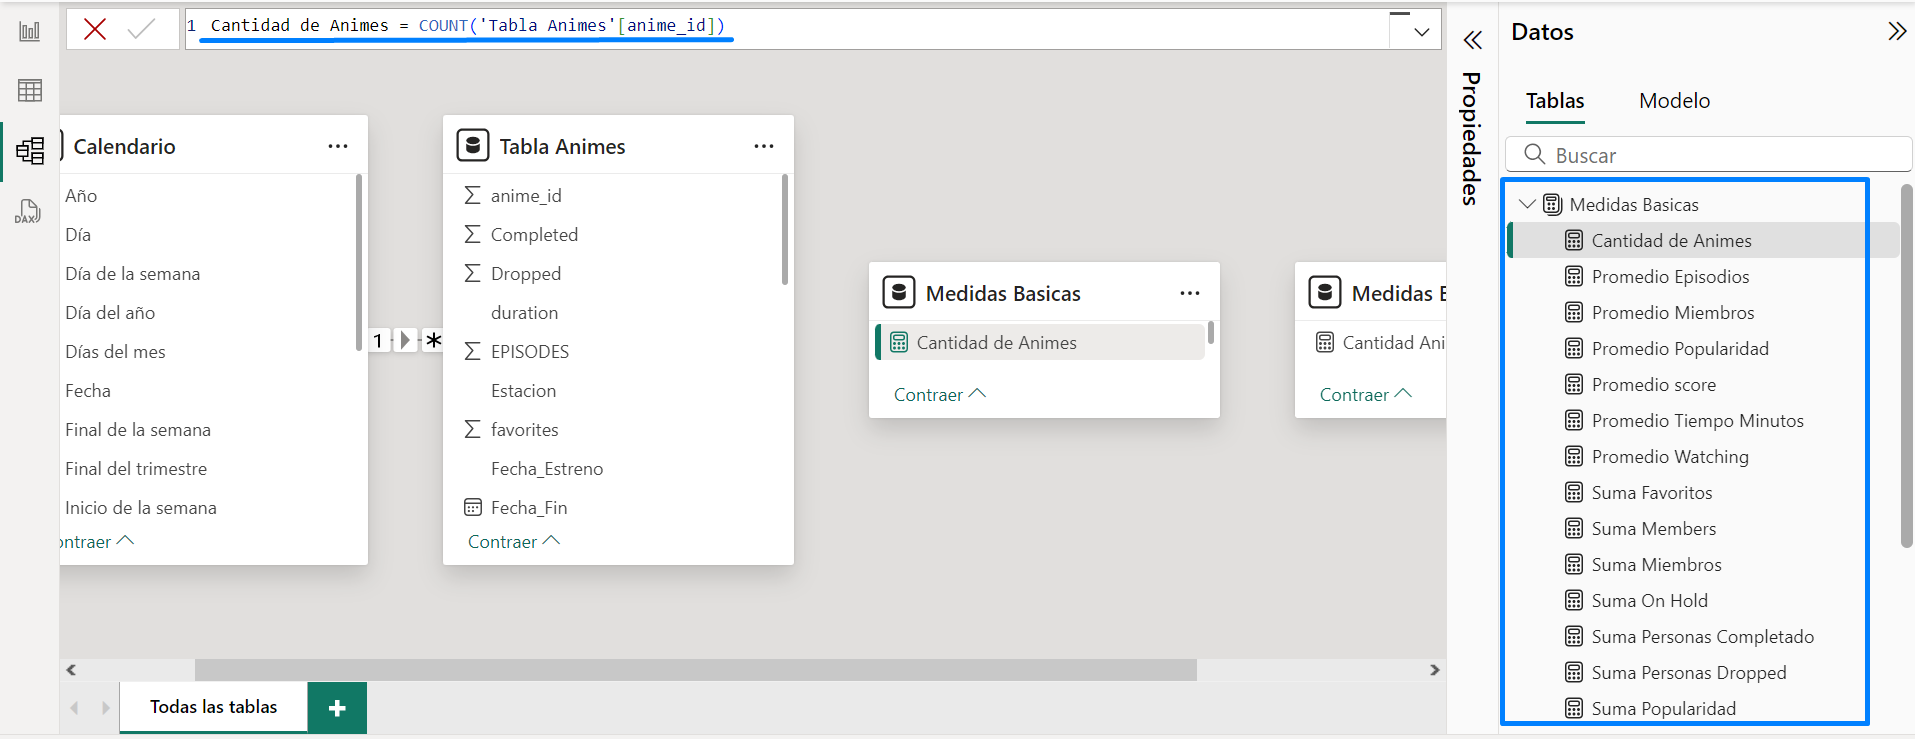 1 Cantidad de Animes = COUNT('Tabla Animes'[anime_id])
DAX
Calendario
Año
Día
Día de la semana
Día del año
Días del mes
Fecha
Final de la semana
Final del trimestre
Inicio de la semana
ontraer
1
*
Tabla Animes
anime_id
Completed
Dropped
duration
EPISODES
Estacion
favorites
Fecha_Estreno
Fecha_Fin
Contraer
Medidas Basicas
Cantidad de Animes
Contraer
Medidas
Cantidad Ani
Contraer
Todas las tablas
+
Propiedades
Datos
Tablas Modelo
Buscar
Medidas Basicas
Cantidad de Animes
Promedio Episodios
Promedio Miembros
Promedio Popularidad
Promedio score
Promedio Tiempo Minutos
Promedio Watching
Suma Favoritos
Suma Members
Suma Miembros
Suma On Hold
Suma Personas Completado
Suma Personas Dropped
Suma Popularidad